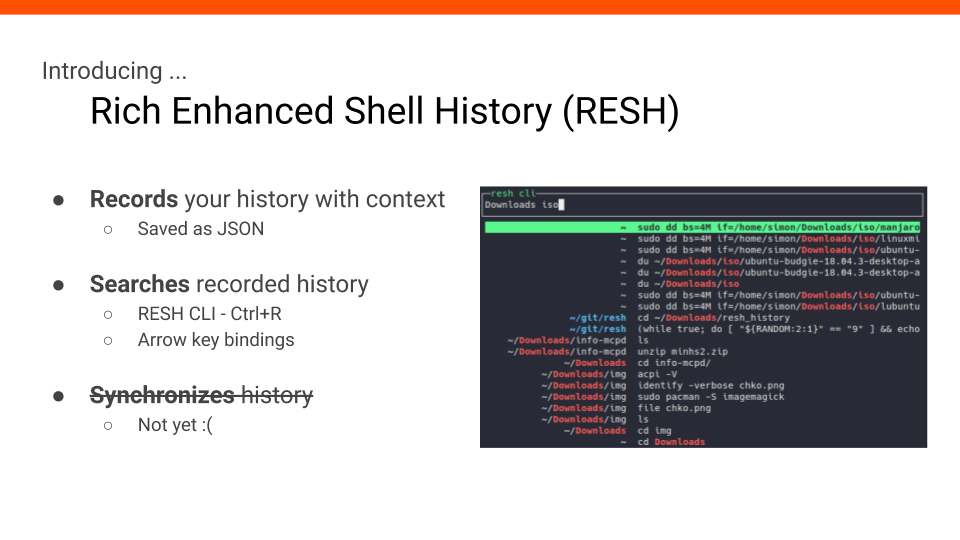 Introducing ...
Rich Enhanced Shell History (RESH)
● Records your history with context
○ Saved as JSON
● Searches recorded history
○ RESH CLI - Ctrl+R
○ Arrow key bindings
● Synchronizes history
○ Not yet :(
resh cli
Downloads iso
~ sudo dd bs=4M if=/home/simon/Downloads/iso/manjaro
~ sudo dd bs=4M if=/home/simon/Downloads/iso/linuxmi
~ sudo dd bs=4M if=/home/simon/Downloads/iso/ubuntu-
~ du ~/Downloads/iso/ubuntu-budgie-18.04.3-desktop-a
~ du ~/Downloads/iso/ubuntu-budgie-18.04.3-desktop-a
~ du ~/Downloads/iso
~ sudo dd bs=4M if=/home/simon/Downloads/iso/ubuntu-
~ sudo dd bs=4M if=/home/simon/Downloads/iso/lubuntu
~/git/resh cd ~/Downloads/resh_history
~/git/resh (while true; do [ "${RANDOM:2:1}" == "9" ] && echo
~/Downloads/info-mcpd ls
~/Downloads/info-mcpd unzip minhs2.zip
~/Downloads cd info-mcpd/
~/Downloads/img acpi -V
~/Downloads/img identify -verbose chko.png
~/Downloads/img sudo pacman -S imagemagick
~/Downloads/img file chko.png
~/Downloads/img ls
~/Downloads cd img
~ cd Downloads